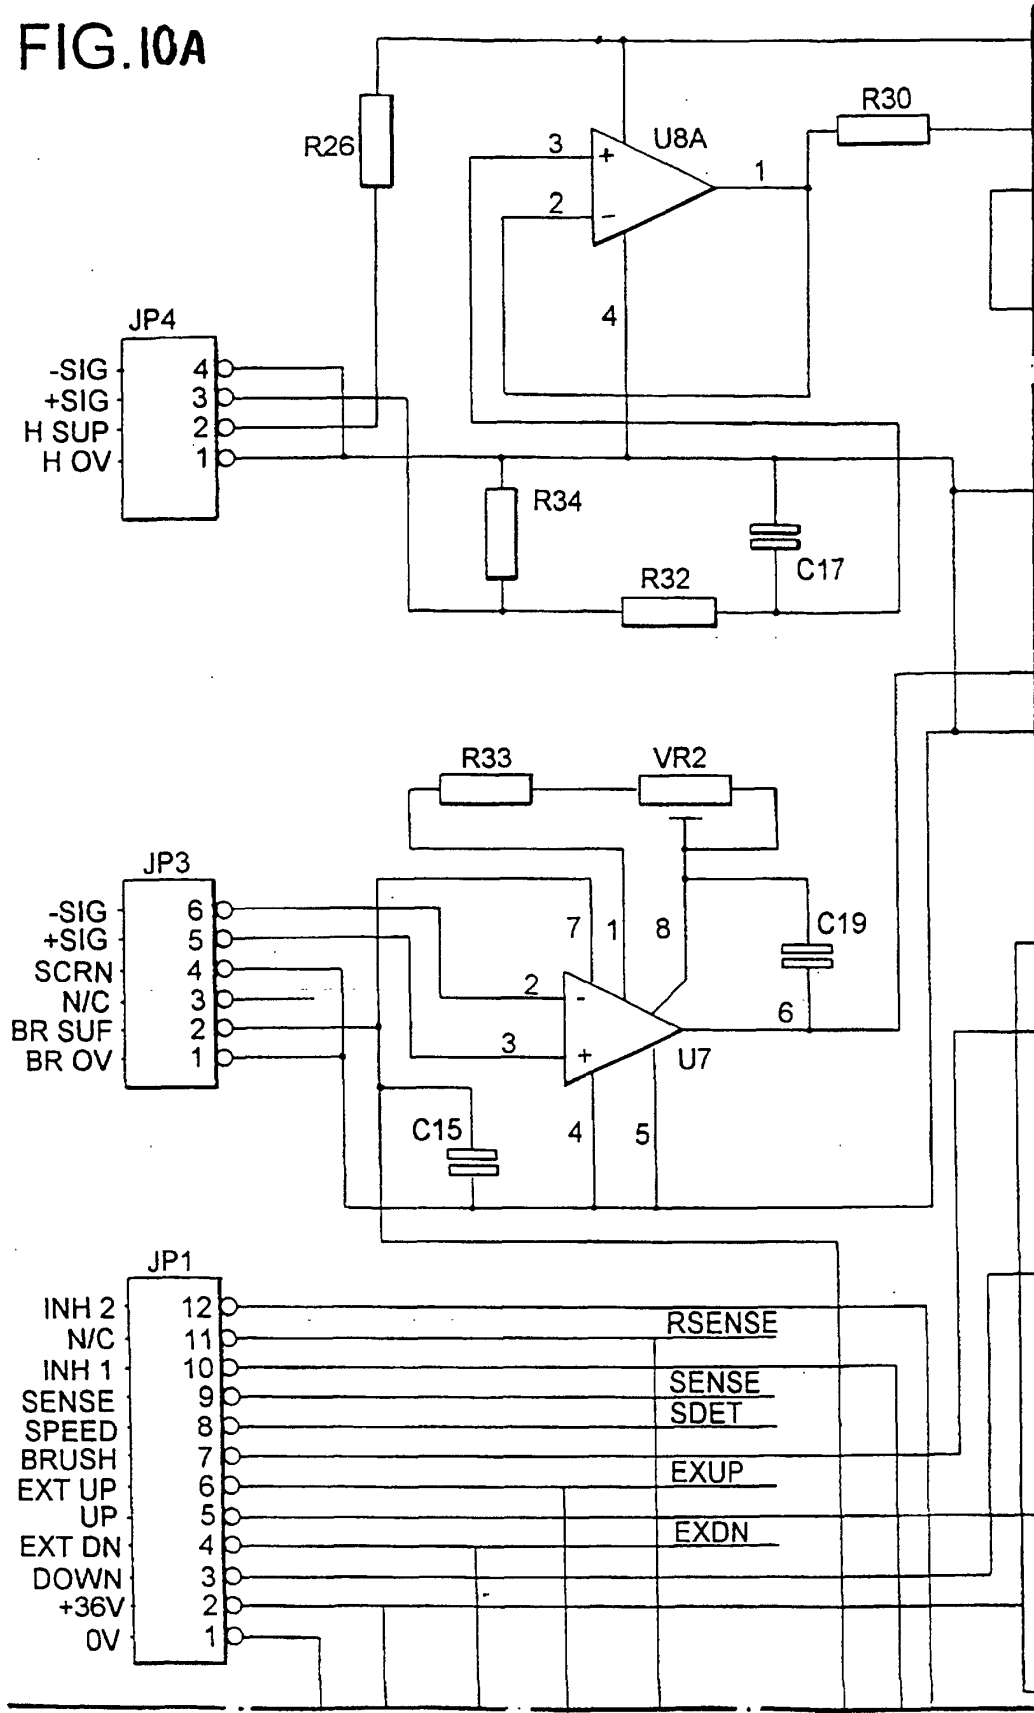 FIG.10A
R30
R26
U8A
3
+
1
2
-
4
JP4
-SIG 4
+SIG 3
H SUP 2
H OV 1
R34
C17
R32
R33
VR2
JP3
-SIG 6
+SIG 5
SCRN 4
N/C 3
BR SUF 2
BR OV 1
7
1
8
C19
2
-
6
3
+
U7
C15
4
5
JP1
INH 2 12
N/C 11
RSENSE
INH 1 10
SENSE 9
SENSE
SPEED 8
SDET
BRUSH 7
EXT UP 6
EXUP
UP 5
EXT DN 4
EXDN
DOWN 3
+36V 2
0V 1